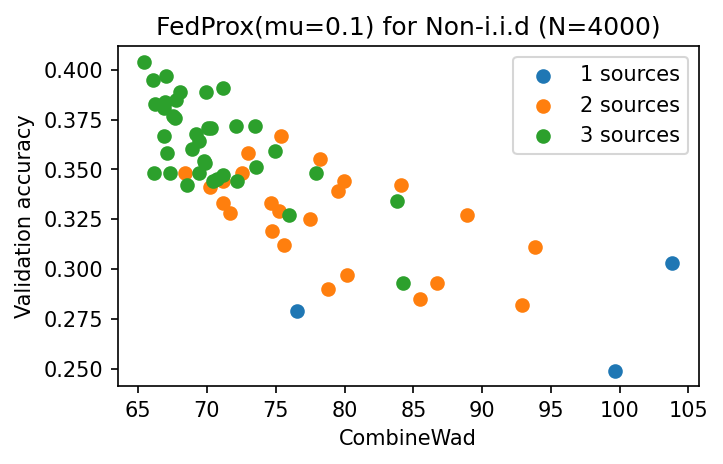 FedProx(mu=0.1) for Non-i.i.d (N=4000)
1 sources
2 sources
3 sources
Validation accuracy
0.400
0.375
0.350
0.325
0.300
0.275
0.250
65 70 75 80 85 90 95 100 105
CombineWad